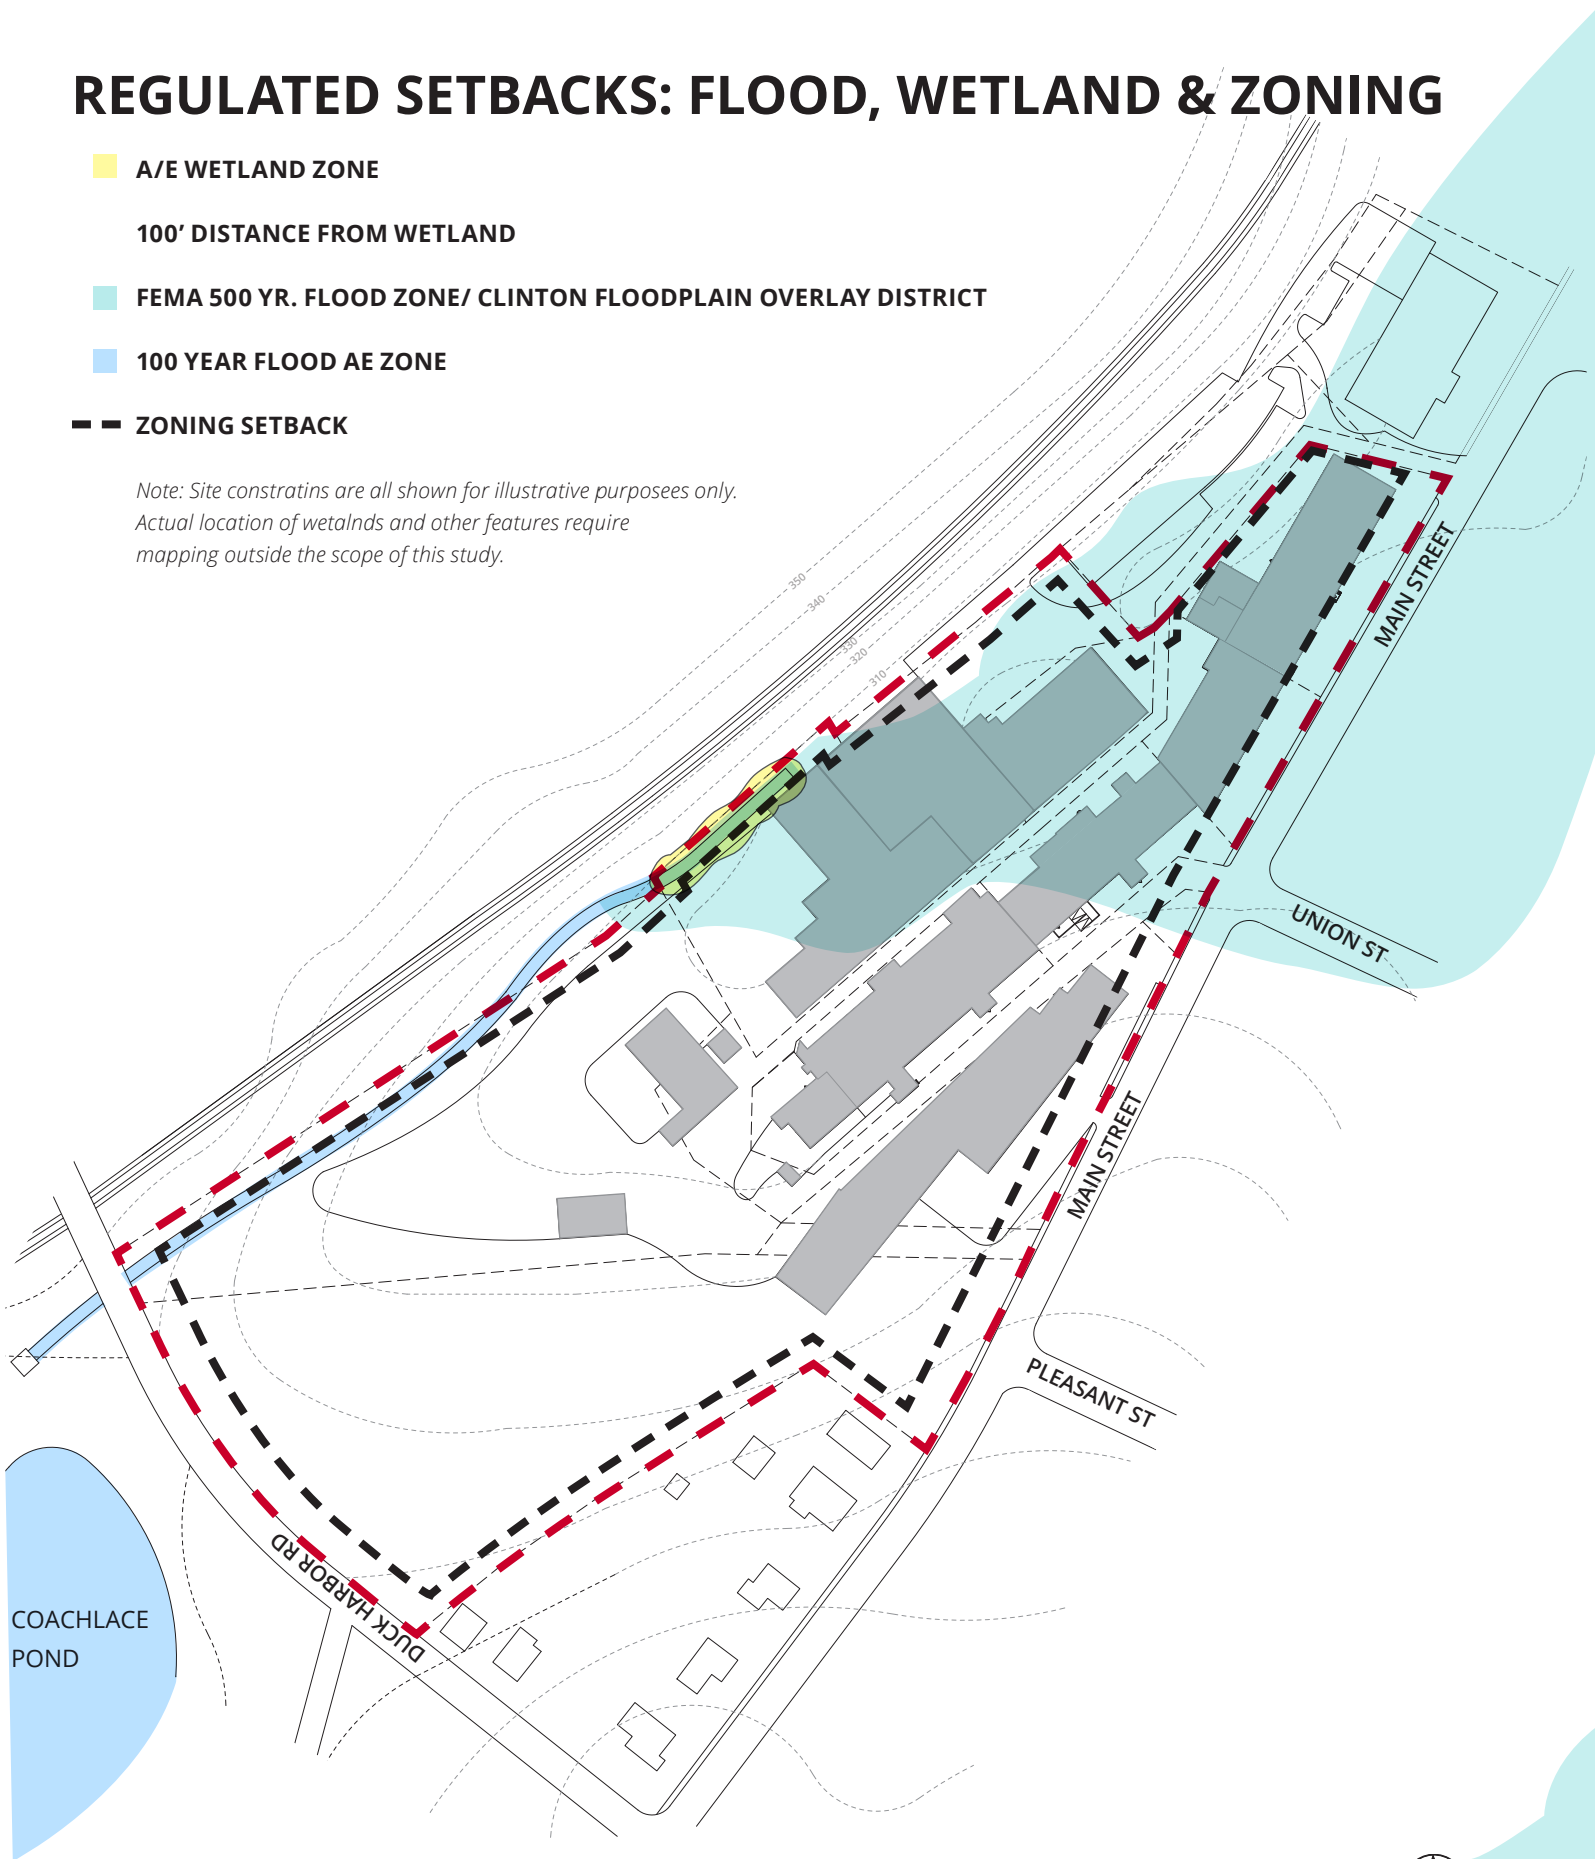 REGULATED SETBACKS: FLOOD, WETLAND & ZONING
A/E WETLAND ZONE
100’ DISTANCE FROM WETLAND
FEMA 500 YR. FLOOD ZONE/ CLINTON FLOODPLAIN OVERLAY DISTRICT
100 YEAR FLOOD AE ZONE
ZONING SETBACK
Note: Site constratins are all shown for illustrative purposees only.
Actual location of wetalnds and other features require
mapping outside the scope of this study.
350
340
330
320
310
MAIN STREET
UNION ST
MAIN STREET
PLEASANT ST
DUCK HARBOR RD
COACHLACE
POND